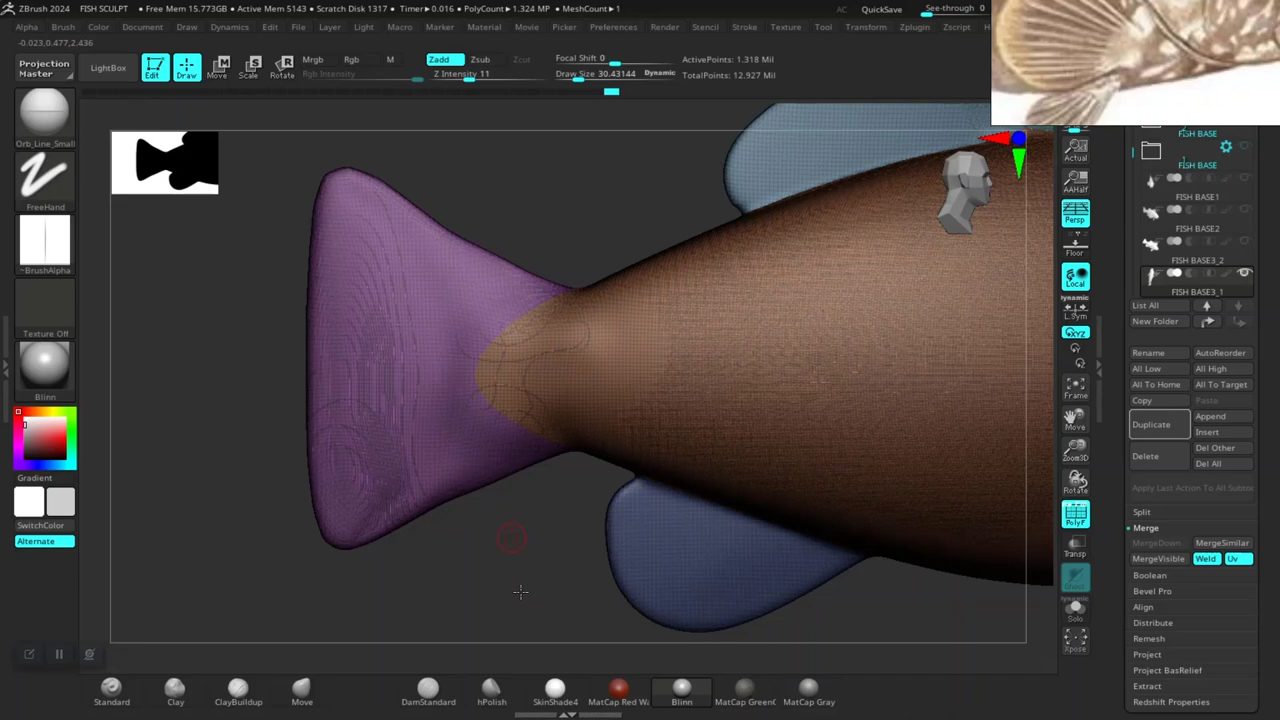 ZBrush 2024 FISH SCULPT • Free Mem 15.773GB • Active Mem 5143 • Scratch Disk 1317 • Timer▸0.016 • PolyCount▸1.324 MP • MeshCount▸1 AC QuickSave See-through 0
Alpha Brush Color Document Draw Dynamics Edit File Layer Light Macro Marker Material Movie Picker Preferences Render Stencil Stroke Texture Tool Transform Zplugin Zscript
-0.023,0.477,2.436
Projection Master
LightBox
Edit Draw Move Scale Rotate
Mrgb Rgb M
Rgb Intensity
Zadd Zsub Zcut
Z Intensity 11
Focal Shift 0
Draw Size 30.43144 Dynamic
ActivePoints: 1.318 Mil
TotalPoints: 12.927 Mil
Orb_Line_Small
FreeHand
~BrushAlpha
Texture Off
Blinn
Gradient
SwitchColor
Alternate
Actual
AAHalf
Persp
Floor
Local
Dynamic
L.Sym
XYZ
Frame
Move
Zoom3D
Rotate
PolyF
Transp
Ghost
Dynamic
Solo
Xpose
FISH BASE
FISH BASE
FISH BASE1
FISH BASE2
FISH BASE3_2
FISH BASE3_1
List All
New Folder
Rename AutoReorder
All Low All High
All To Home All To Target
Copy Paste
Duplicate Append
Insert
Delete Del Other
Del All
Apply Last Action To All Subtoo
Split
Merge
MergeDown MergeSimilar
MergeVisible Weld Uv
Boolean
Bevel Pro
Align
Distribute
Remesh
Project
Project BasRelief
Extract
Redshift Properties
Standard Clay ClayBuildup Move DamStandard hPolish SkinShade4 MatCap Red Wa Blinn MatCap GreenC MatCap Gray